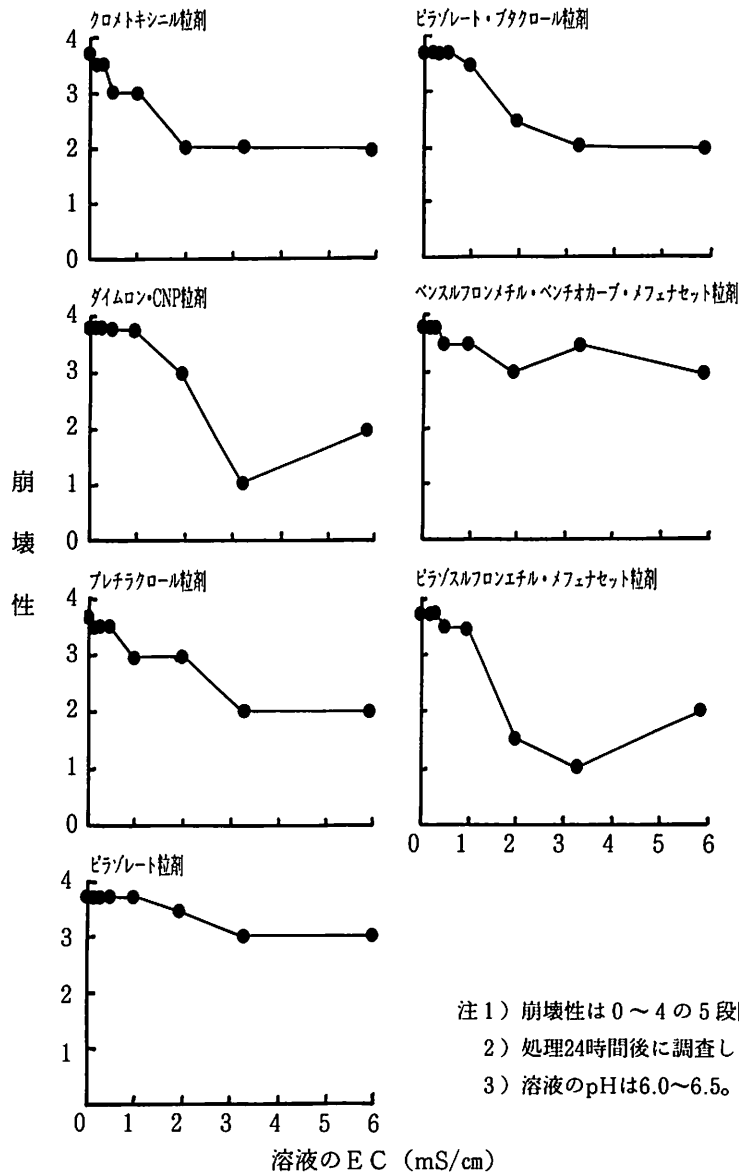 クロメトキシニル粒剤
4
3
2
1
0
ピラゾレート・ブタクロール粒剤
ダイムロン・CNP粒剤
4
3
2
1
0
ベンスルフロンメチル・ベンチオカーブ・メフェナセット粒剤
崩壊性
プレチラクロール粒剤
4
3
2
1
0
ピラゾスルフロンエチル・メフェナセット粒剤
0 1 2 3 4 5 6
ピラゾレート粒剤
4
3
2
1
0 1 2 3 4 5 6
溶液のEC (mS/㎝)
注1) 崩壊性は0～4の5段
2) 処理24時間後に調査し
3) 溶液のpHは6.0～6.5。